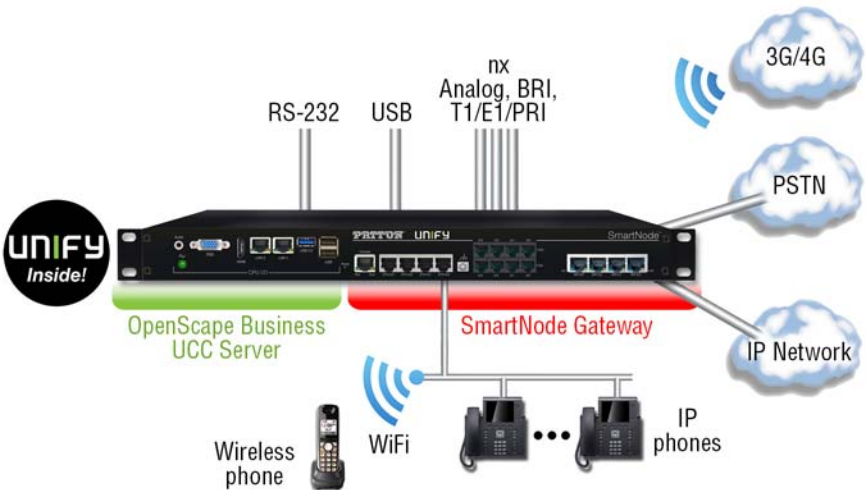 3G/4G
nx
Analog, BRI,
T1/E1/PRI
RS-232
USB
PSTN
UNIFY
Inside!
PATTON UNIFY
SmartNode
OpenScape Business
UCC Server
SmartNode Gateway
IP Network
WiFi
IP
phones
Wireless
phone